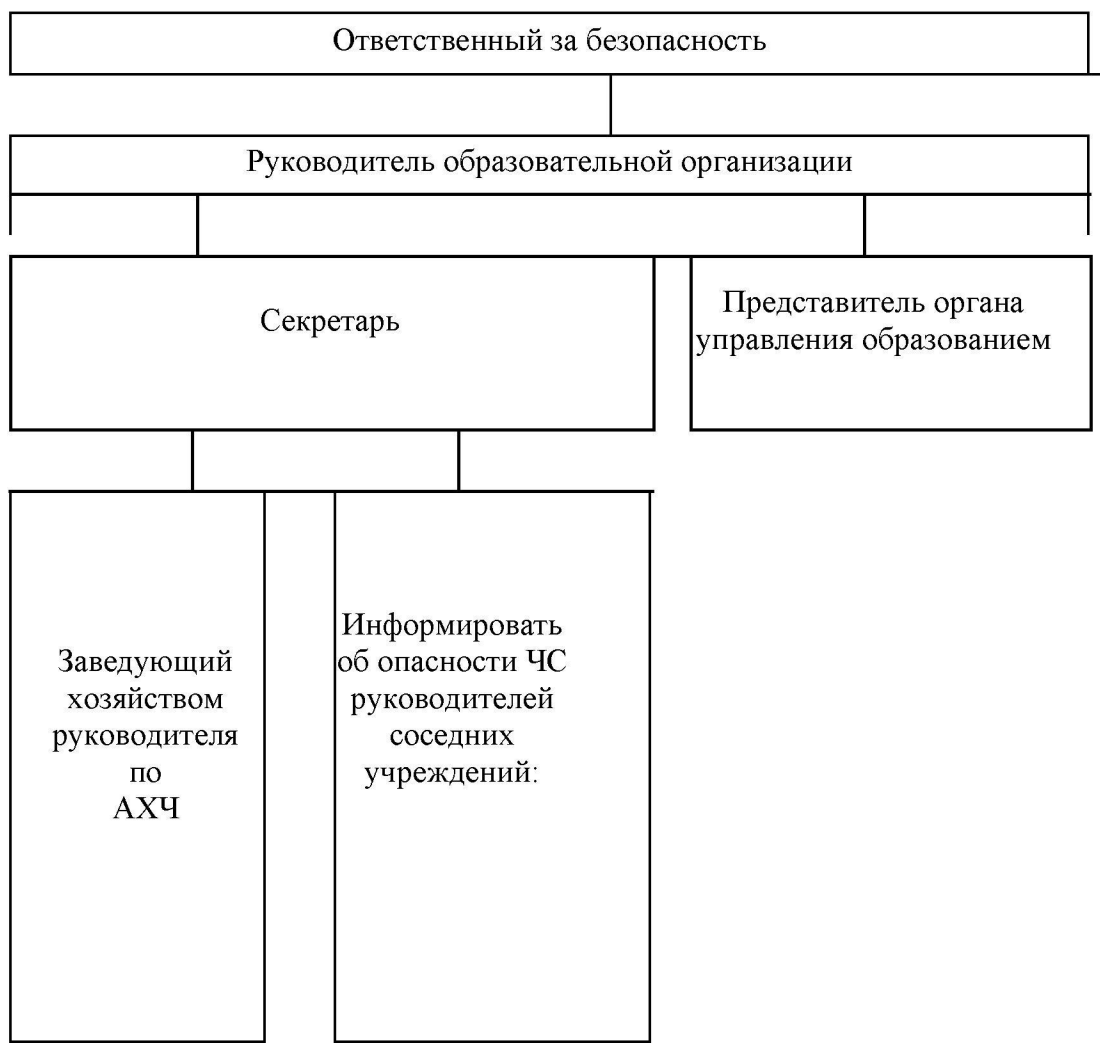 Ответственный за безопасность
Руководитель образовательной организации
Секретарь
Представитель органа
управления образованием
Заведующий
хозяйством
руководителя
по
АХЧ
Информировать
об опасности ЧС
руководителей
соседних
учреждений: